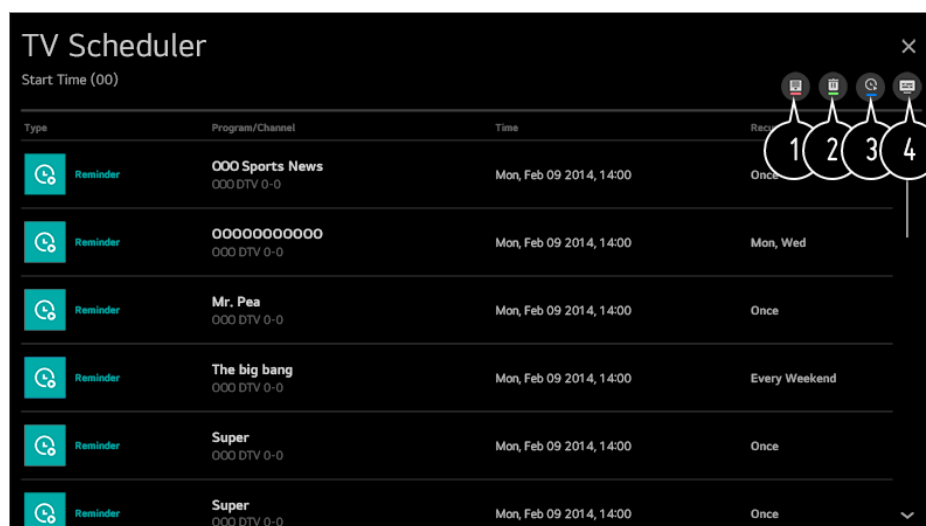 TV Scheduler
Start Time (00)
1 2 3 4
Type Program/Channel Time
Reminder OOO Sports News Mon, Feb 09 2014, 14:00 Once
OOO DTV 0-0
Reminder OOOOOOOOOOO Mon, Feb 09 2014, 14:00 Mon, Wed
OOO DTV 0-0
Reminder Mr. Pea Mon, Feb 09 2014, 14:00 Once
OOO DTV 0-0
Reminder The big bang Mon, Feb 09 2014, 14:00 Every Weekend
OOO DTV 0-0
Reminder Super Mon, Feb 09 2014, 14:00 Once
OOO DTV 0-0
Reminder Super Mon, Feb 09 2014, 14:00 Once
OOO DTV 0-0